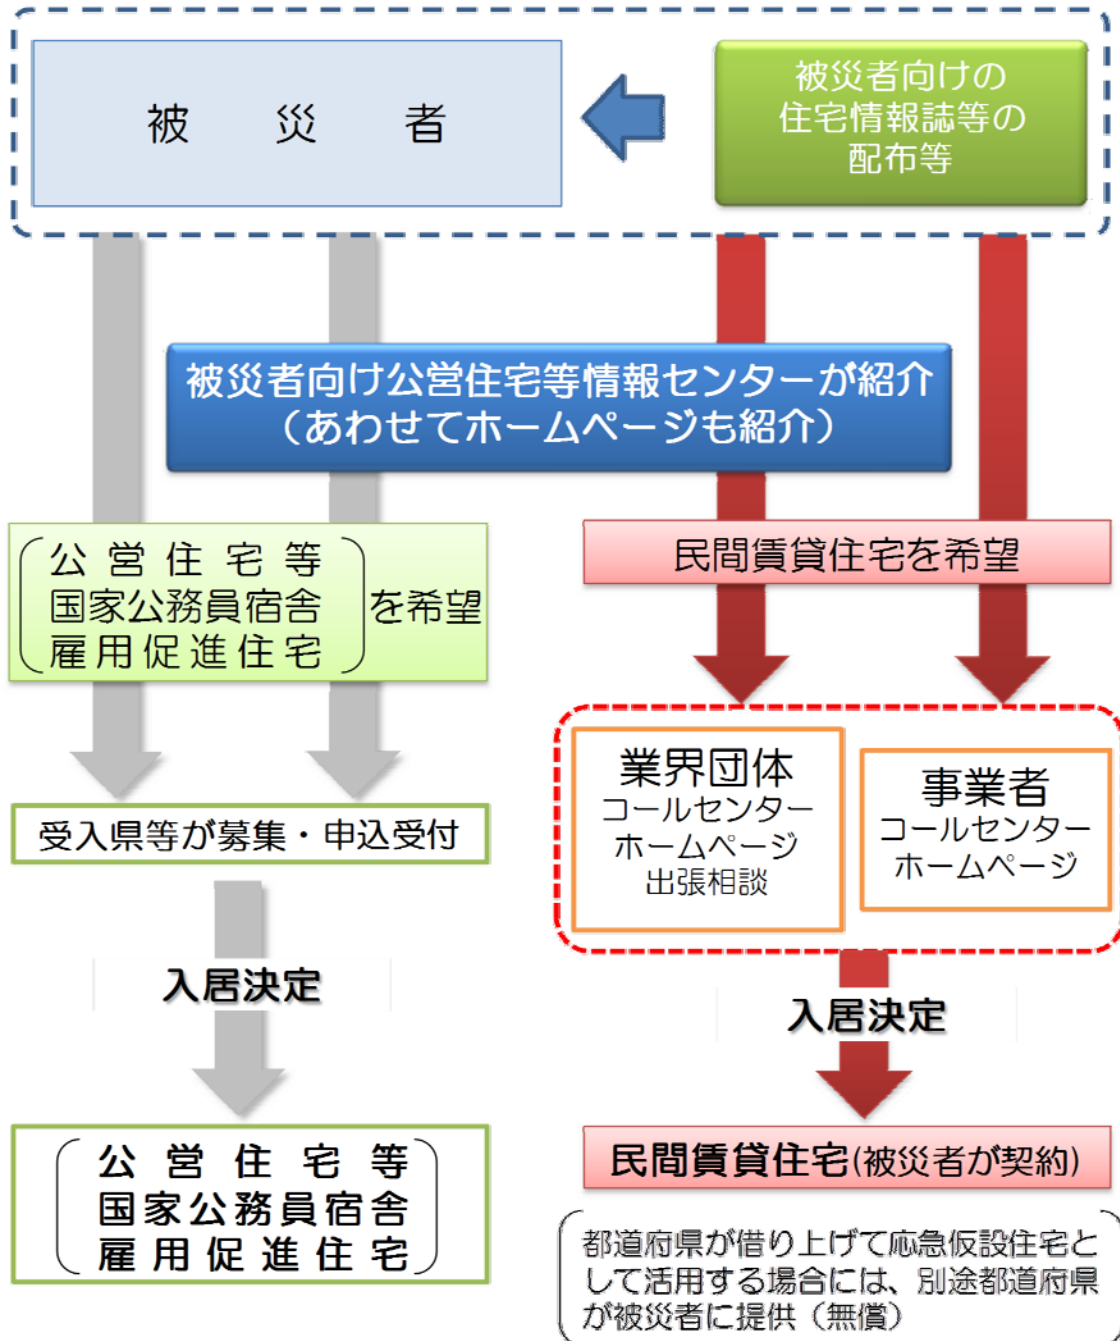 被災者
被災者向けの
住宅情報誌等の
配布等
被災者向け公営住宅等情報センターが紹介
（あわせてホームページも紹介）
公営住宅等
国家公務員宿舎
雇用促進住宅
を希望
民間賃貸住宅を希望
業界団体
コールセンター
ホームページ
出張相談
事業者
コールセンター
ホームページ
受入県等が募集・申込受付
入居決定
入居決定
公営住宅等
国家公務員宿舎
雇用促進住宅
民間賃貸住宅(被災者が契約)
都道府県が借り上げて応急仮設住宅と
して活用する場合には、別途都道府県
が被災者に提供（無償）